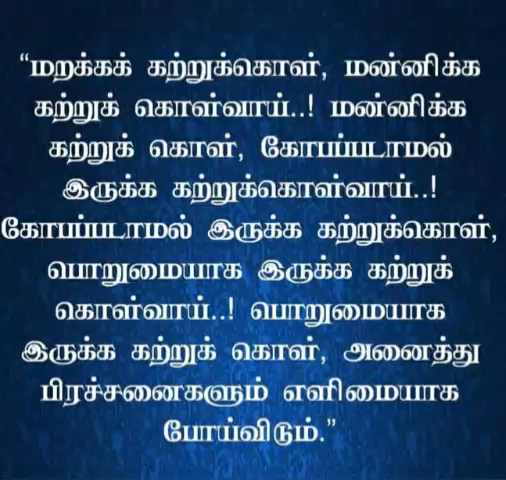 “மறக்கக் கற்றுக்கொள், மன்னிக்க
கற்றுக் கொள்வாய்..! மன்னிக்க
கற்றுக் கொள், கோபப்படாமல்
இருக்க கற்றுக்கொள்வாய்..!
கோபப்படாமல் இருக்க கற்றுக்கொள்,
பொறுமையாக இருக்க கற்றுக்
கொள்வாய்..! பொறுமையாக
இருக்க கற்றுக் கொள், அனைத்து
பிரச்சனைகளும் எளிமையாக
போய்விடும்.”